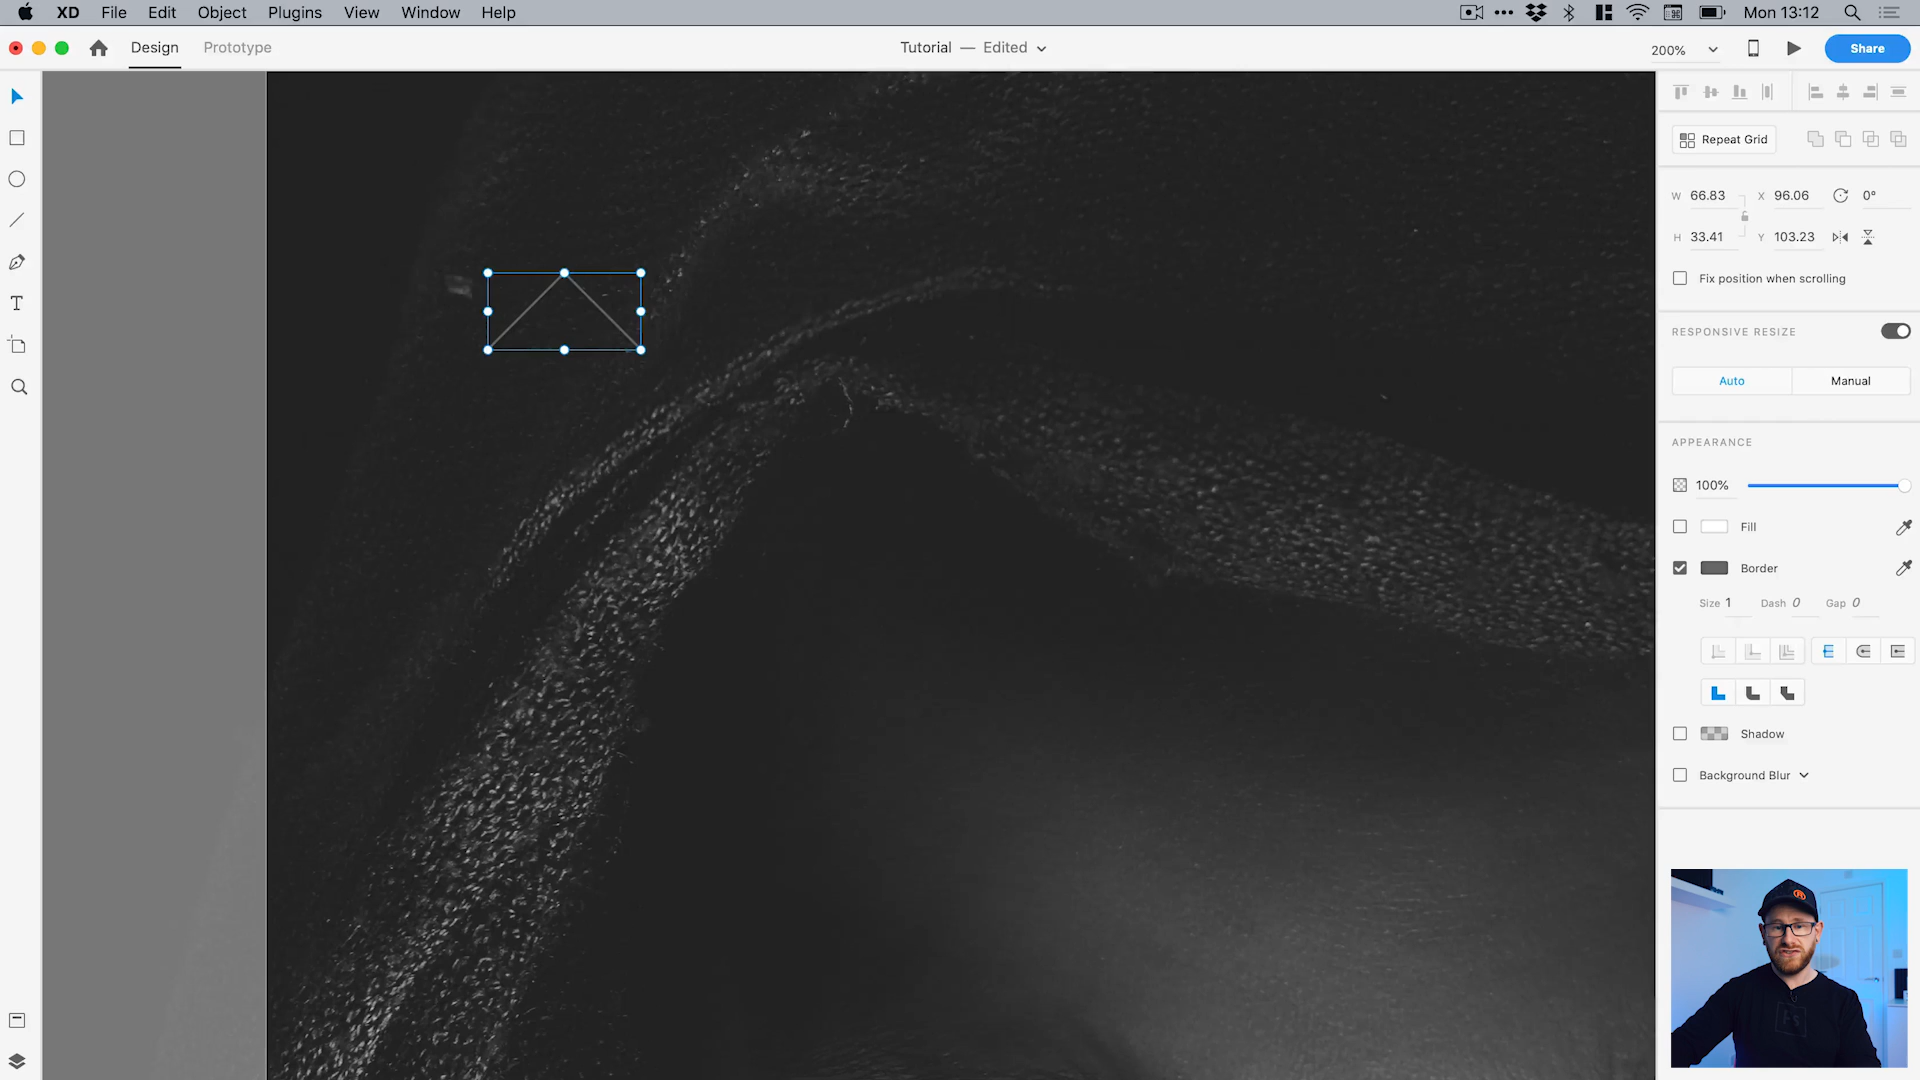 XD File Edit Object Plugins View Window Help
Mon 13:12
Design Prototype
Tutorial — Edited
200%
Share
Repeat Grid
W 66.83 X 96.06 0°
H 33.41 Y 103.23
Fix position when scrolling
RESPONSIVE RESIZE
Auto Manual
APPEARANCE
100%
Fill
Border
Size 1 Dash 0 Gap 0
Shadow
Background Blur
T